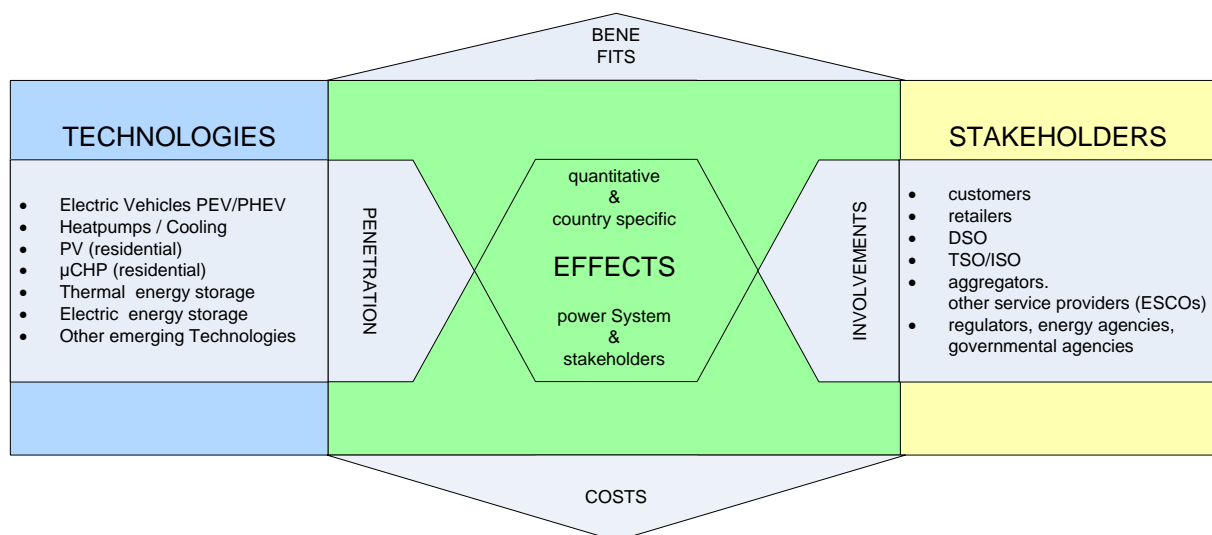 BENE
FITS
TECHNOLOGIES
• Electric Vehicles PEV/PHEV
• Heatpumps / Cooling
• PV (residential)
• µCHP (residential)
• Thermal energy storage
• Electric energy storage
• Other emerging Technologies
PENETRATION
quantitative
&
country specific
EFFECTS
power System
&
stakeholders
INVOLVEMENTS
STAKEHOLDERS
• customers
• retailers
• DSO
• TSO/ISO
• aggregators.
other service providers (ESCOs)
• regulators, energy agencies,
governmental agencies
COSTS